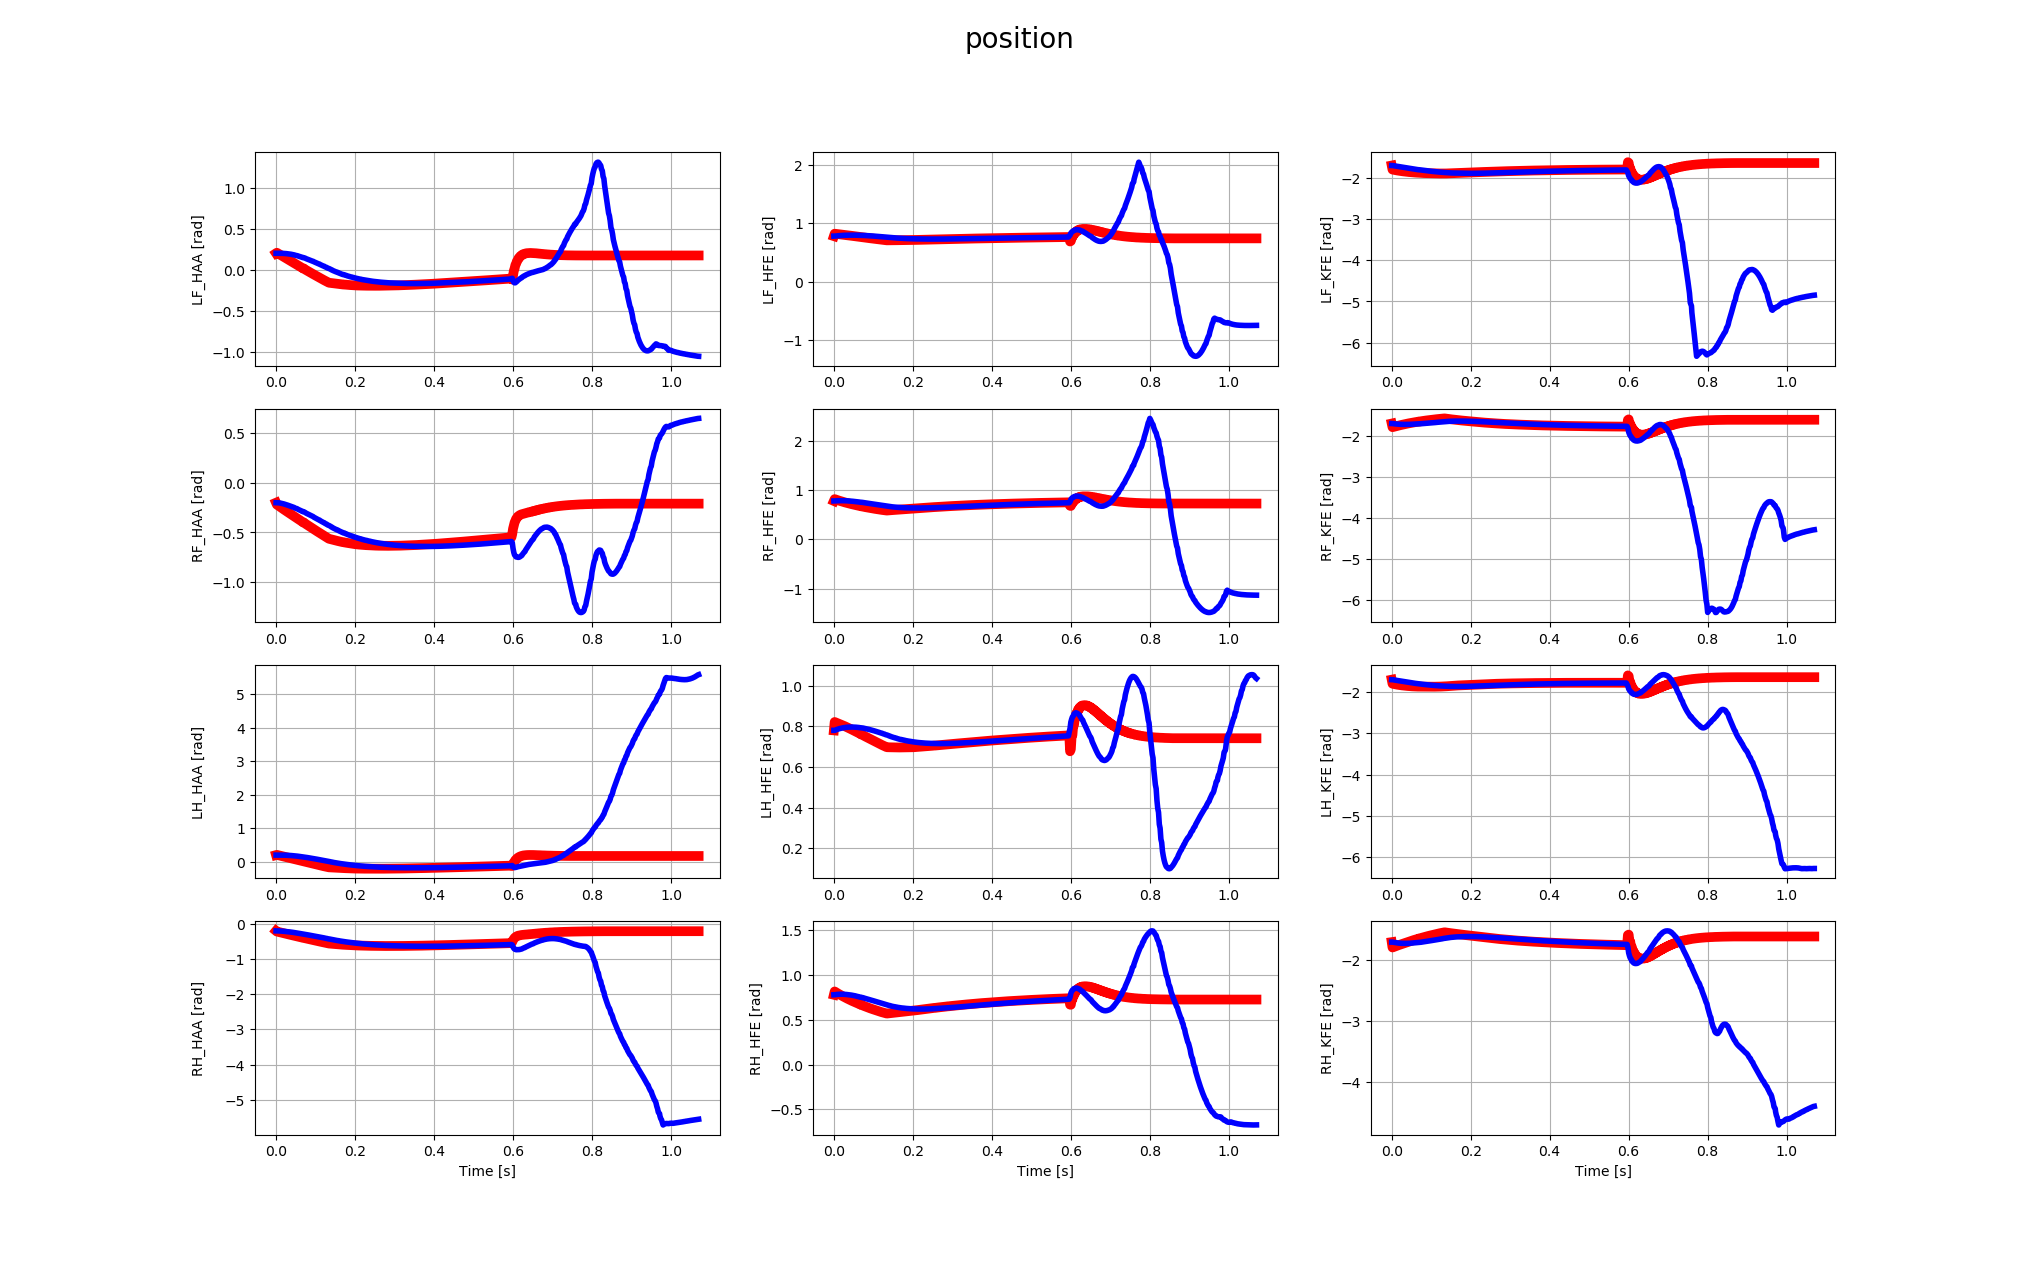 position
LF_HAA [rad]
1.0
0.5
0.0
−0.5
−1.0
0.0 0.2 0.4 0.6 0.8 1.0
LF_HFE [rad]
2
1
0
−1
0.0 0.2 0.4 0.6 0.8 1.0
LF_KFE [rad]
−2
−3
−4
−5
−6
0.0 0.2 0.4 0.6 0.8 1.0
RF_HAA [rad]
0.5
0.0
−0.5
−1.0
0.0 0.2 0.4 0.6 0.8 1.0
RF_HFE [rad]
2
1
0
−1
0.0 0.2 0.4 0.6 0.8 1.0
RF_KFE [rad]
−2
−3
−4
−5
−6
0.0 0.2 0.4 0.6 0.8 1.0
LH_HAA [rad]
5
4
3
2
1
0
0.0 0.2 0.4 0.6 0.8 1.0
LH_HFE [rad]
1.0
0.8
0.6
0.4
0.2
0.0 0.2 0.4 0.6 0.8 1.0
LH_KFE [rad]
−2
−3
−4
−5
−6
0.0 0.2 0.4 0.6 0.8 1.0
RH_HAA [rad]
0
−1
−2
−3
−4
−5
0.0 0.2 0.4 0.6 0.8 1.0
Time [s]
RH_HFE [rad]
1.5
1.0
0.5
0.0
−0.5
0.0 0.2 0.4 0.6 0.8 1.0
Time [s]
RH_KFE [rad]
−2
−3
−4
0.0 0.2 0.4 0.6 0.8 1.0
Time [s]